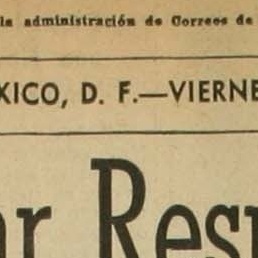 la administración de Correos de
XICO, D. F.—VIERNE
ar Resp